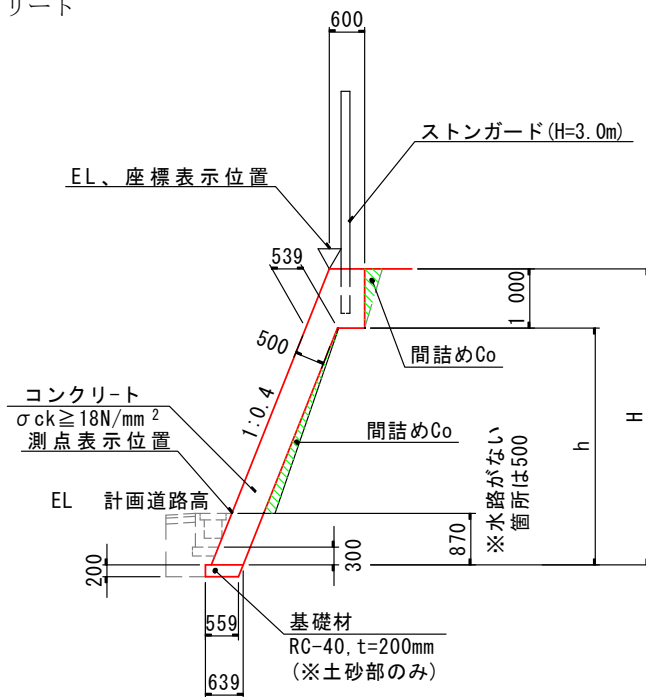 リート
600
ストンガード(H=3.0m)
EL、座標表示位置
539
1 000
500
間詰めCo
コンクリート
σck≧18N/mm²
1:0.4
測点表示位置
間詰めCo
H
h
※水路がない
箇所は500
EL 計画道路高
870
300
200
559
基礎材
RC-40,t=200mm
(※土砂部のみ)
639